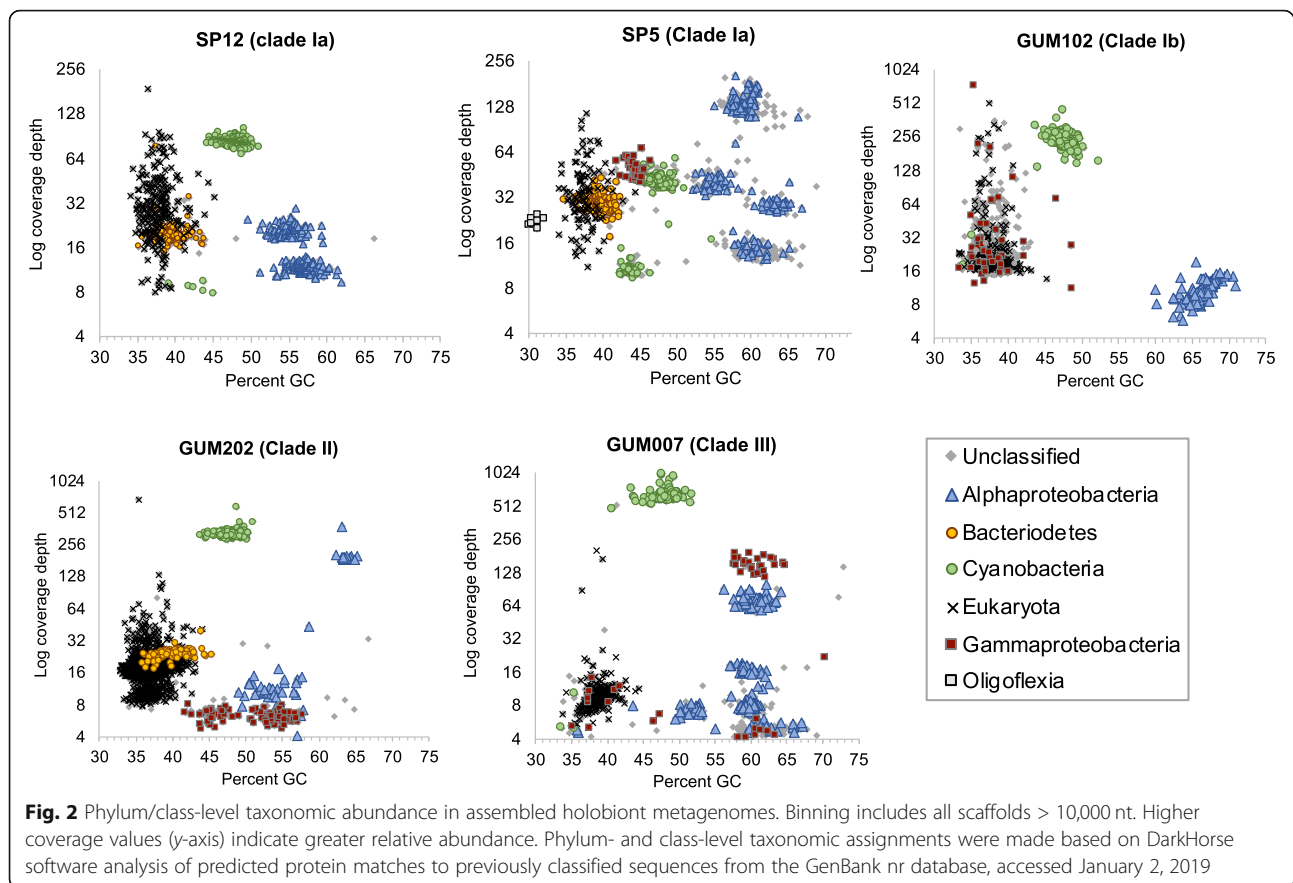 SP12 (clade Ia)
256
128
64
32
16
8
4
Log coverage depth
30 35 40 45 50 55 60 65 70 75
Percent GC
SP5 (Clade Ia)
256
128
64
32
16
8
4
Log coverage depth
30 35 40 45 50 55 60 65 70
Percent GC
GUM102 (Clade Ib)
1024
512
256
128
64
32
16
8
4
Log coverage depth
30 35 40 45 50 55 60 65 70 75
Percent GC
GUM202 (Clade II)
1024
512
256
128
64
32
16
8
4
Log coverage depth
30 35 40 45 50 55 60 65 70 75
Percent GC
GUM007 (Clade III)
1024
512
256
128
64
32
16
8
4
Log coverage depth
30 35 40 45 50 55 60 65 70 75
Percent GC
Unclassified
Alphaproteobacteria
Bacteriodetes
Cyanobacteria
Eukaryota
Gammaproteobacteria
Oligoflexia
Fig. 2 Phylum/class-level taxonomic abundance in assembled holobiont metagenomes. Binning includes all scaffolds > 10,000 nt. Higher
coverage values (y-axis) indicate greater relative abundance. Phylum- and class-level taxonomic assignments were made based on DarkHorse
software analysis of predicted protein matches to previously classified sequences from the GenBank nr database, accessed January 2, 2019